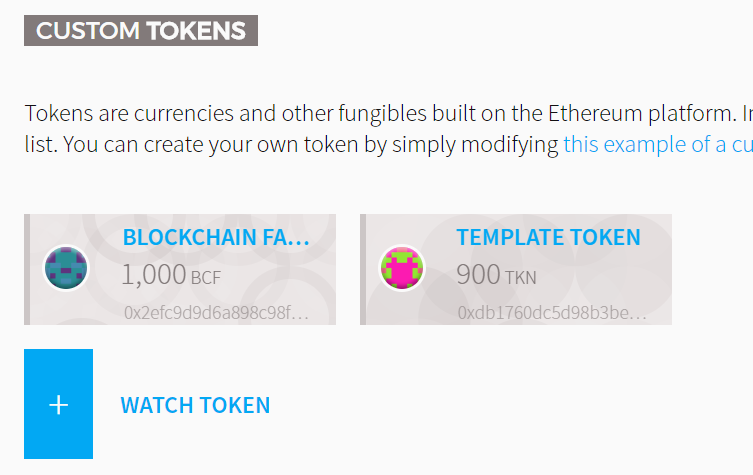 CUSTOM TOKENS
Tokens are currencies and other fungibles built on the Ethereum platform. In
list. You can create your own token by simply modifying this example of a cu
BLOCKCHAIN FA...
1,000 BCF
0x2efc9d9d6a898c98f...
TEMPLATE TOKEN
900 TKN
0xdb1760dc5d98b3be...
+
WATCH TOKEN